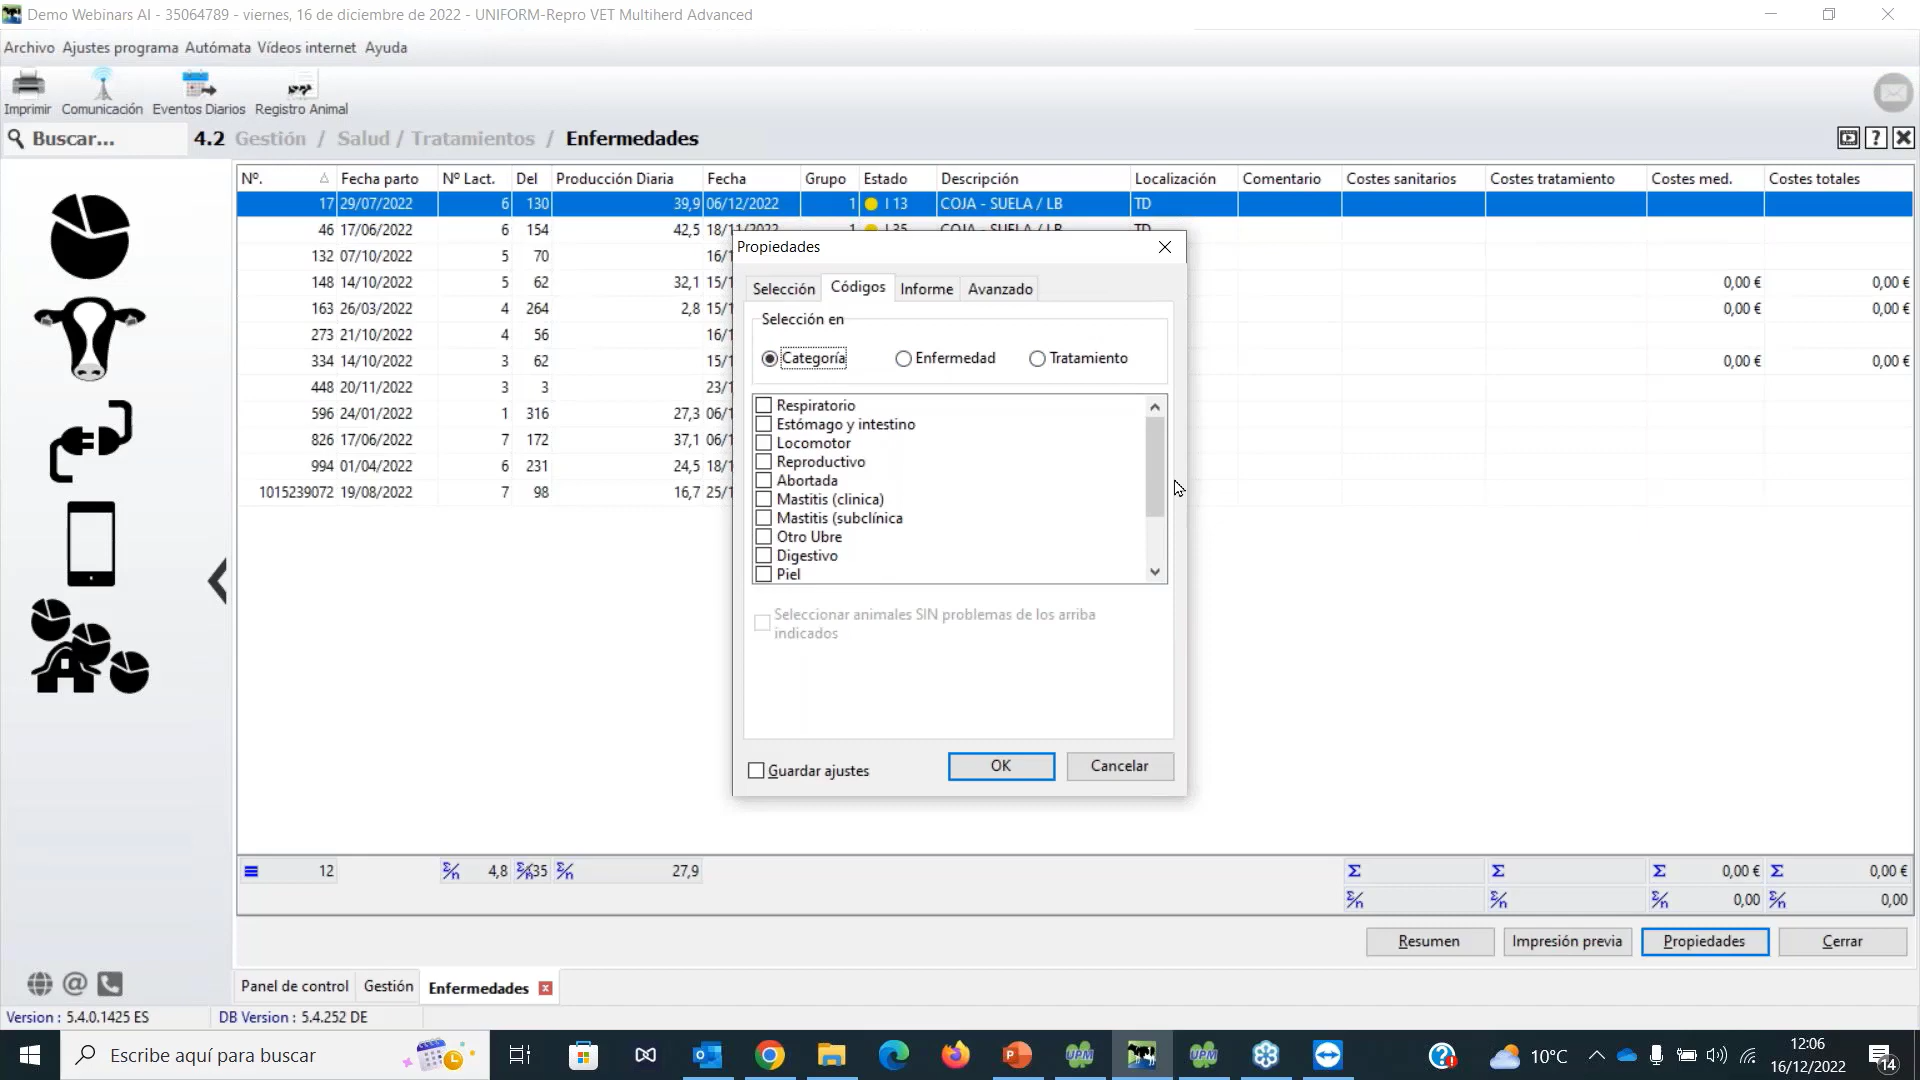 Demo Webinars AI - 35064789 - viernes, 16 de diciembre de 2022 - UNIFORM-Repro VET Multiherd Advanced
Archivo Ajustes programa Autómata Vídeos internet Ayuda
Imprimir Comunicación Eventos Diarios Registro Animal
Buscar... 4.2 Gestión / Salud / Tratamientos / Enfermedades
Nº. Fecha parto Nº Lact. Del Producción Diaria Fecha Grupo Estado Descripción Localización Comentario Costes sanitarios Costes tratamiento Costes med. Costes totales
17 29/07/2022 6 130 39,9 06/12/2022 1 I 13 COJA - SUELA / LB TD
46 17/06/2022 6 154 42,5
132 07/10/2022 5 70 16/
148 14/10/2022 5 62 32,1 15/ 0,00 € 0,00 €
163 26/03/2022 4 264 2,8 15/ 0,00 € 0,00 €
273 21/10/2022 4 56 16/
334 14/10/2022 3 62 15/ 0,00 € 0,00 €
448 20/11/2022 3 3 23/
596 24/01/2022 1 316 27,3 06/
826 17/06/2022 7 172 37,1 06/
994 01/04/2022 6 231 24,5 18/
1015239072 19/08/2022 7 98 16,7 25/
Propiedades
Selección Códigos Informe Avanzado
Selección en
Categoría Enfermedad Tratamiento
Respiratorio
Estómago y intestino
Locomotor
Reproductivo
Abortada
Mastitis (clinica)
Mastitis (subclínica
Otro Ubre
Digestivo
Piel
Seleccionar animales SIN problemas de los arriba
indicados
Guardar ajustes OK Cancelar
12 Σ/n 4,8 Σ/n 35 Σ/n 27,9 Σ Σ Σ 0,00 € Σ 0,00 €
Σ/n Σ/n Σ/n 0,00 Σ/n 0,00
Resumen Impresión previa Propiedades Cerrar
Panel de control Gestión Enfermedades
Version : 5.4.0.1425 ES DB Version : 5.4.252 DE
Escribe aquí para buscar
UPM UPM
10°C
12:06
16/12/2022
14